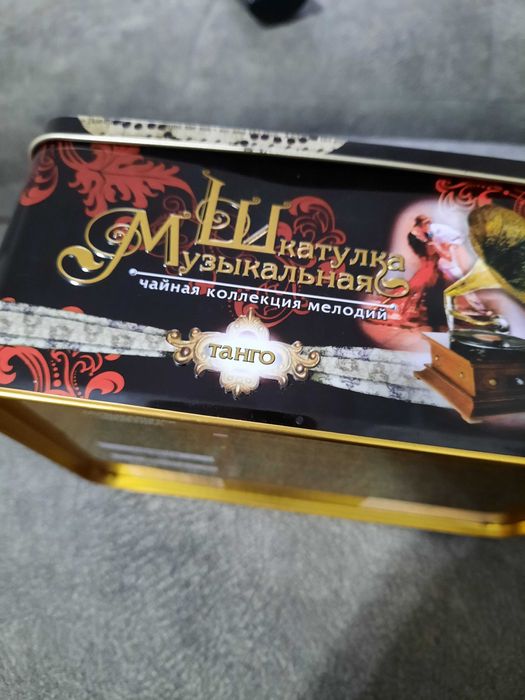 Шкатулка
Музыкальная
чайная коллекция мелодий
танго